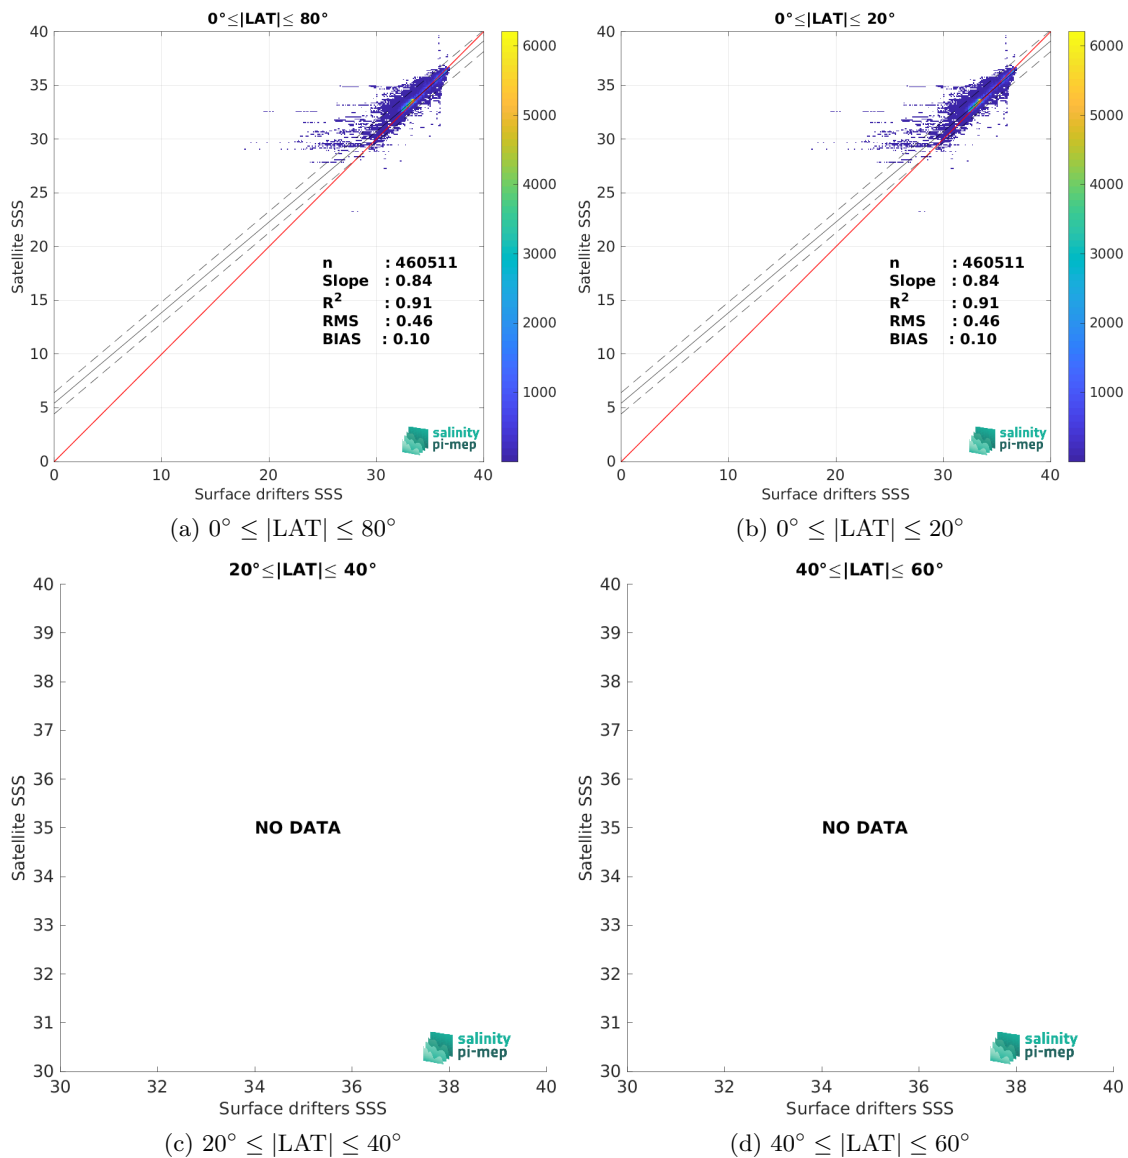 0°≤|LAT|≤ 80°
40
35
30
25
20
15
10
5
0
Satellite SSS
n : 460511
Slope : 0.84
R² : 0.91
RMS : 0.46
BIAS : 0.10
salinity
pi-mep
0 10 20 30 40
Surface drifters SSS
6000
5000
4000
3000
2000
1000
(a) 0° ≤ |LAT| ≤ 80°
0°≤|LAT|≤ 20°
40
35
30
25
20
15
10
5
0
Satellite SSS
n : 460511
Slope : 0.84
R² : 0.91
RMS : 0.46
BIAS : 0.10
salinity
pi-mep
0 10 20 30 40
Surface drifters SSS
6000
5000
4000
3000
2000
1000
(b) 0° ≤ |LAT| ≤ 20°
20°≤|LAT|≤ 40°
40
39
38
37
36
35
34
33
32
31
30
Satellite SSS
NO DATA
salinity
pi-mep
30 32 34 36 38 40
Surface drifters SSS
(c) 20° ≤ |LAT| ≤ 40°
40°≤|LAT|≤ 60°
40
39
38
37
36
35
34
33
32
31
30
Satellite SSS
NO DATA
salinity
pi-mep
30 32 34 36 38 40
Surface drifters SSS
(d) 40° ≤ |LAT| ≤ 60°